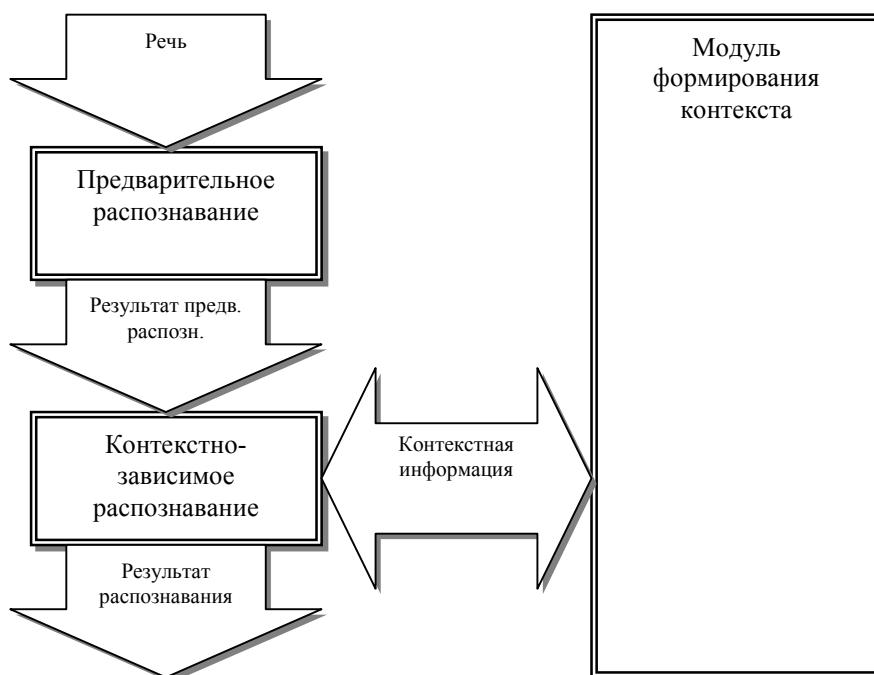 Речь
Модуль
формирования
контекста
Предварительное
распознавание
Результат предв.
распозн.
Контекстно-
зависимое
распознавание
Контекстная
информация
Результат
распознавания